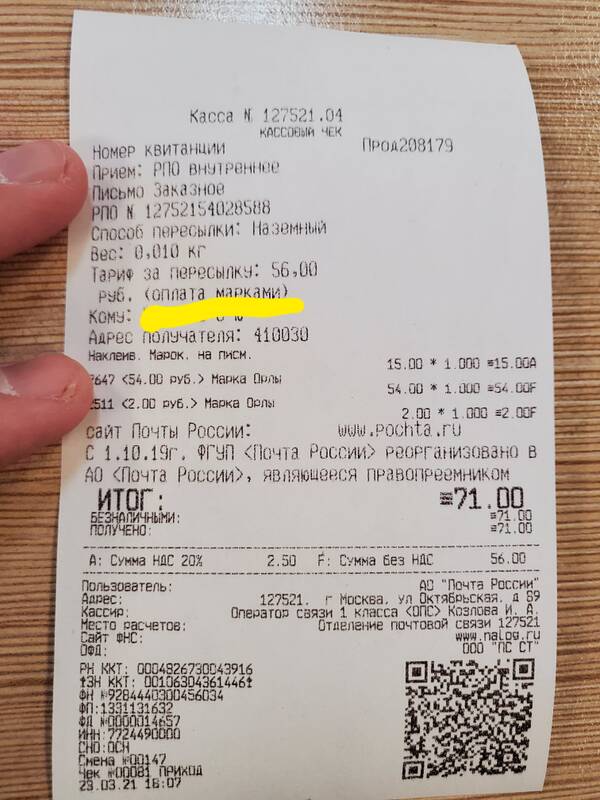 Касса № 127521.04
КАССОВЫЙ ЧЕК
Номер квитанции Прод208179
Прием: РПО внутреннее
Письмо Заказное
РПО № 12752154028588
Способ пересылки: Наземный
Вес: 0,010 кг
Тариф за пересылку: 56,00
руб. (оплата марками)
Кому:
Адрес получателя: 410030
Наклеив. Марок. на писм.
15.00 * 1.000 ≡15.00A
647 <54.00 руб.> Марка Орлы
54.00 * 1.000 ≡54.00F
511 <2.00 руб.> Марка Орлы
2.00 * 1.000 ≡2.00F
сайт Почты России: www.pochta.ru
С 1.10.19г. ФГУП <Почта России> реорганизовано в
АО <Почта России>, являющееся правопреемником
ИТОГ: ≡71.00
БЕЗНАЛИЧНЫМИ: ≡71.00
ПОЛУЧЕНО: ≡71.00
A: Сумма НДС 20% 2.50 F: Сумма без НДС 56.00
Пользователь: АО "Почта России"
Адрес: 127521. г Москва, ул Октябрьская, д 89
Кассир: Оператор связи 1 класса <ОПС> Козлова И. А.
Место расчетов: Отделение почтовой связи 127521
Сайт ФНС: www.nalog.ru
ОФД: ООО "ПС СТ"
РН ККТ: 0004826730043916
ЗН ККТ: 00106304361446
ФН №9284440300456034
ФП:1331131632
ФД №0000014657
ИНН:7724490000
СНО:ОСН
Смена №00147
Чек №00081 ПРИХОД
23.03.21 18:07